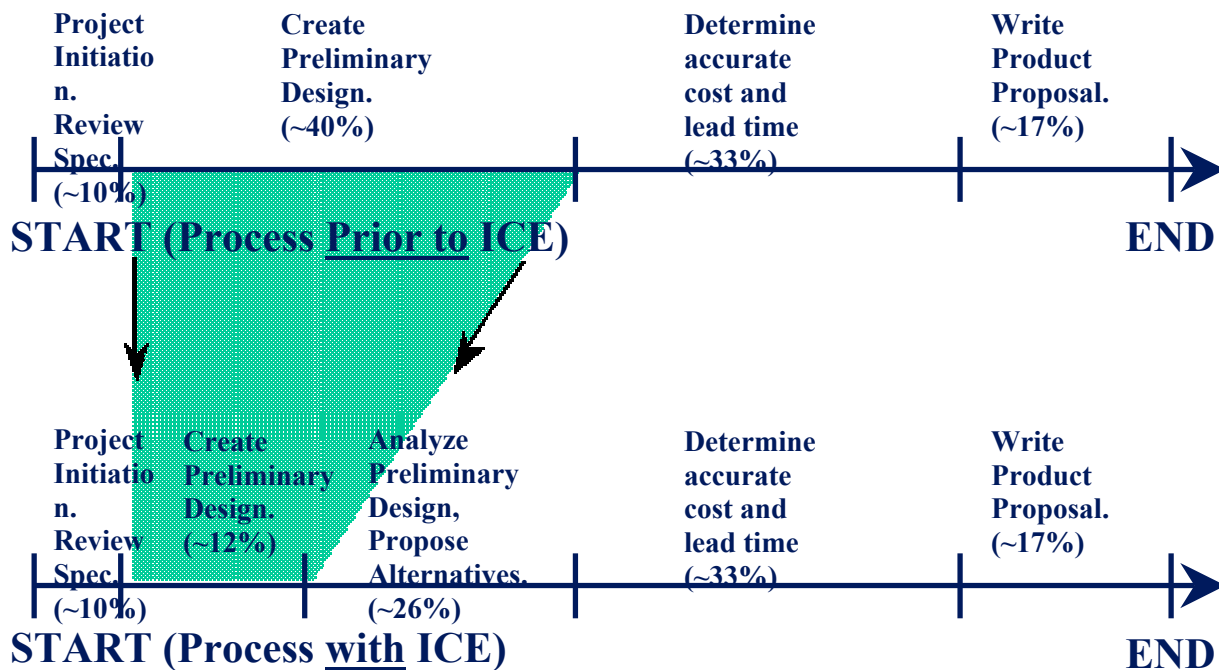 Project
Initiatio
n.
Review
Spec.
(~10%)
Create
Preliminary
Design.
(~40%)
Determine
accurate
cost and
lead time
(~33%)
Write
Product
Proposal.
(~17%)
START (Process Prior to ICE)
END
Project
Initiatio
n.
Review
Spec.
(~10%)
Create
Preliminary
Design.
(~12%)
Analyze
Preliminary
Design,
Propose
Alternatives.
(~26%)
Determine
accurate
cost and
lead time
(~33%)
Write
Product
Proposal.
(~17%)
START (Process with ICE)
END